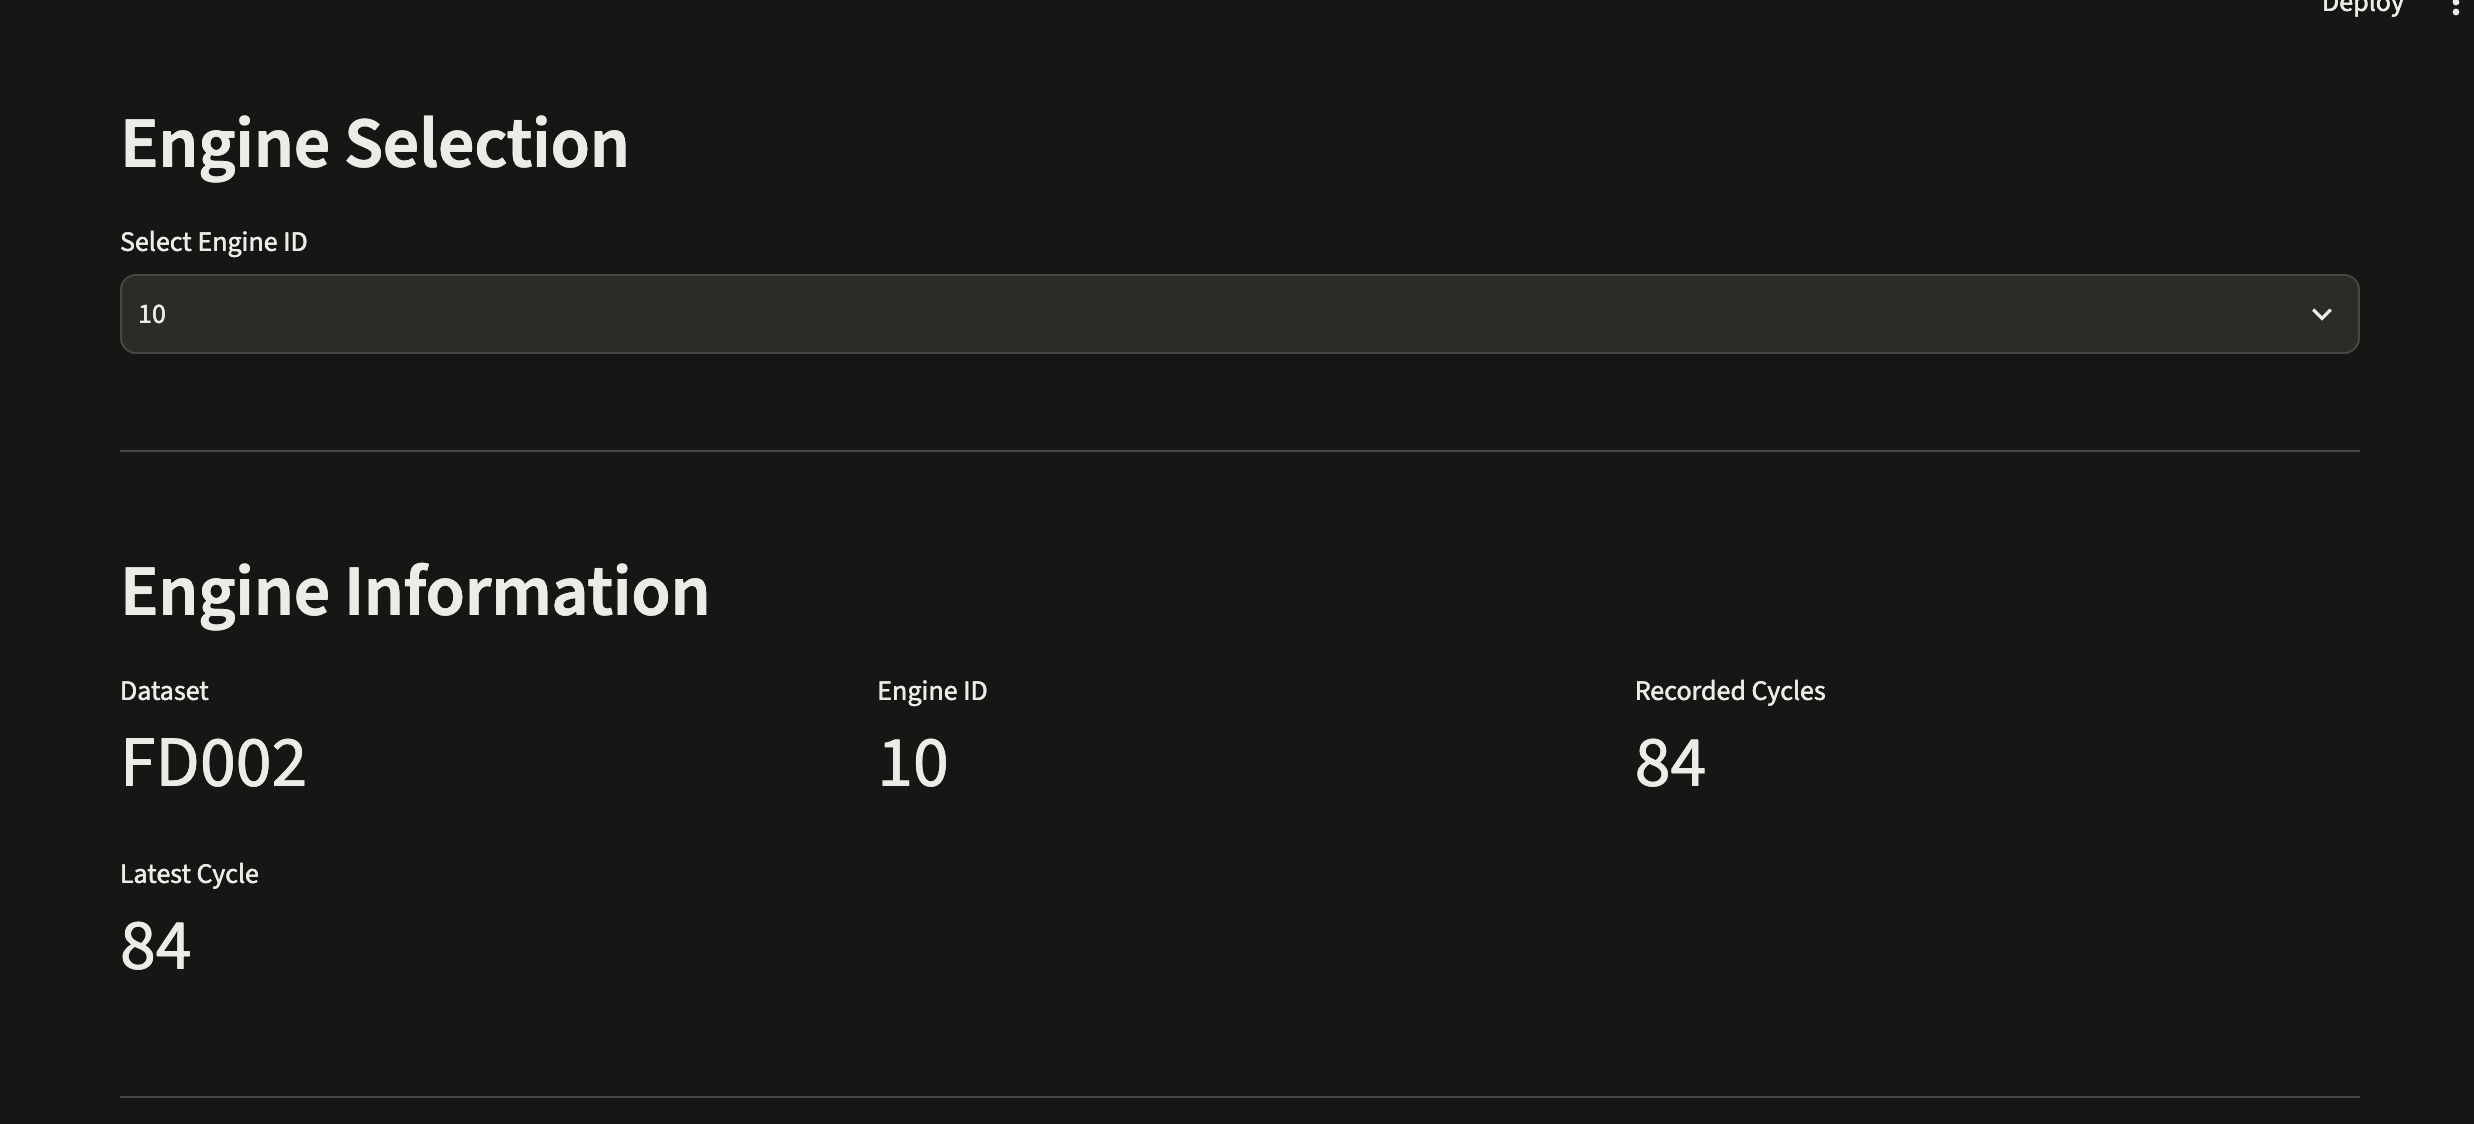 Deploy
Engine Selection
Select Engine ID
10
Engine Information
Dataset
FD002
Engine ID
10
Recorded Cycles
84
Latest Cycle
84